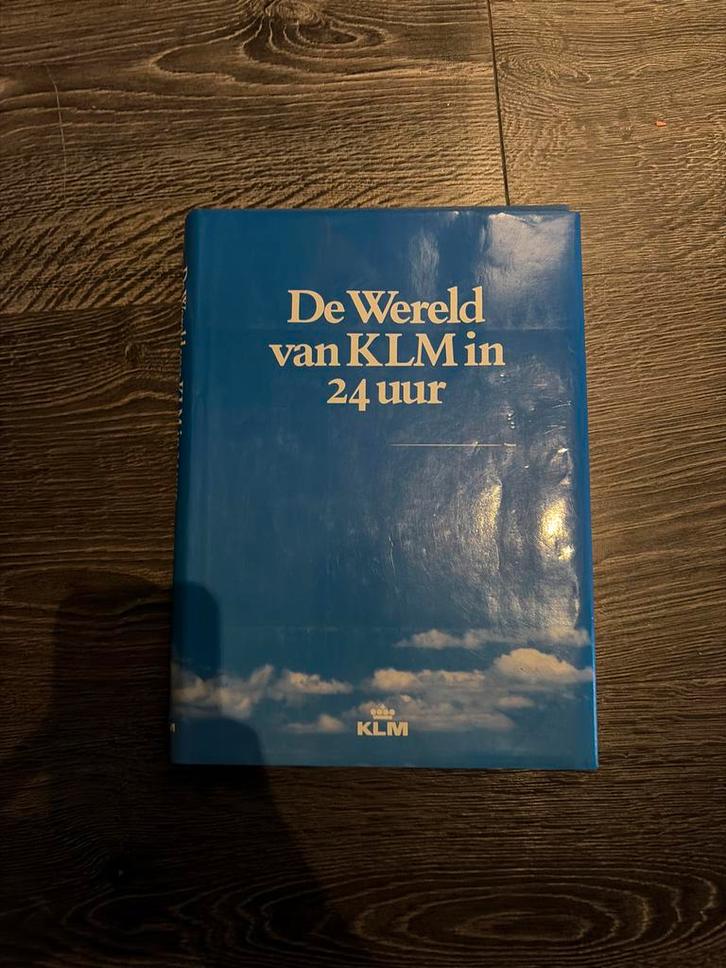 De Wereld
van KLM in
24 uur
KLM